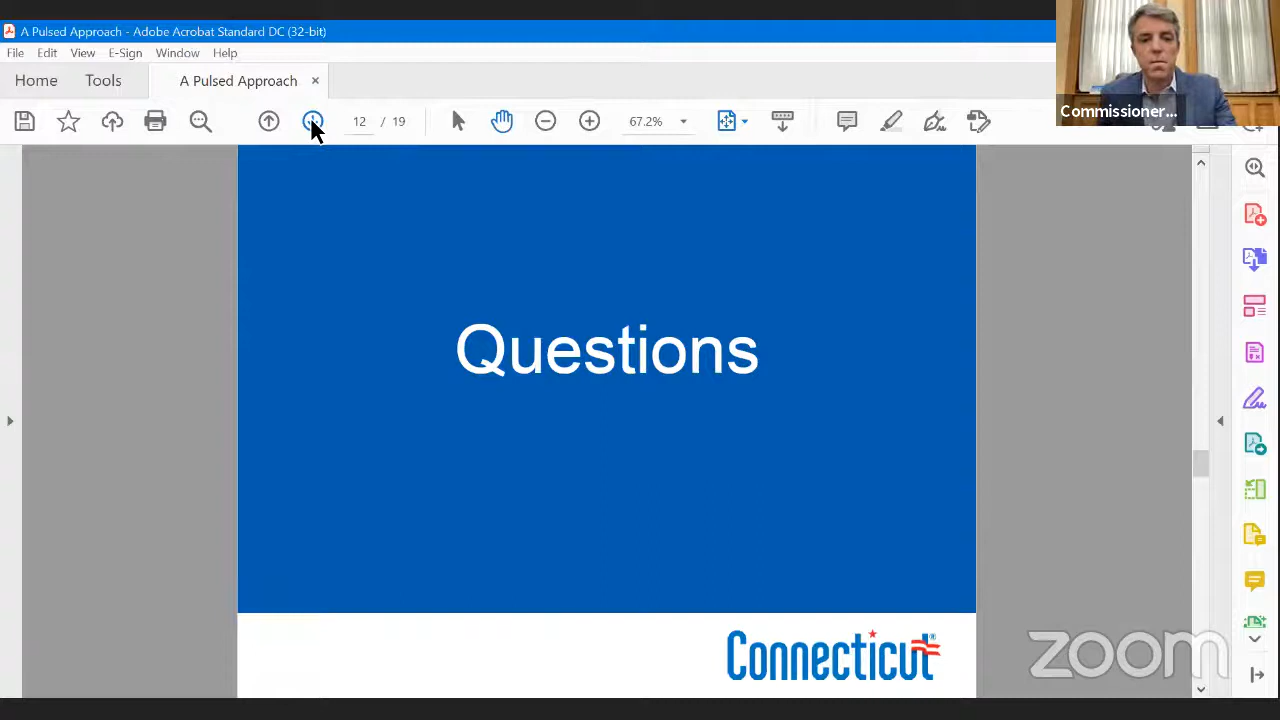 A Pulsed Approach - Adobe Acrobat Standard DC (32-bit)
File Edit View E-Sign Window Help
Home Tools A Pulsed Approach ×
12 / 19 67.2%
Commissioner...
Questions
Connecticut®
zoom